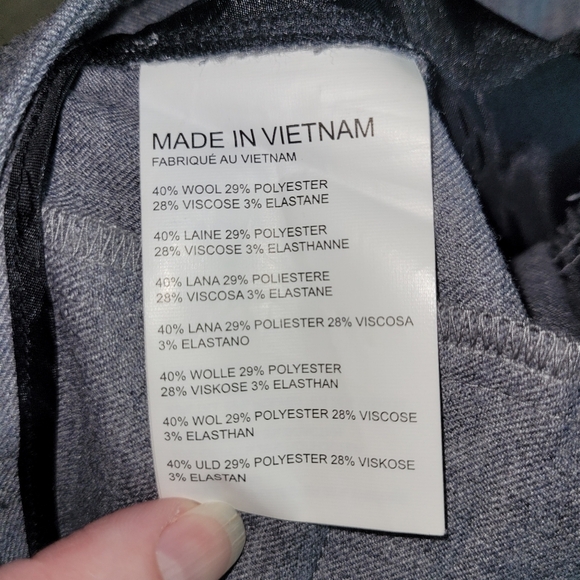 MADE IN VIETNAM
FABRIQUÉ AU VIETNAM
40% WOOL 29% POLYESTER
28% VISCOSE 3% ELASTANE
40% LAINE 29% POLYESTER
28% VISCOSE 3% ELASTHANNE
40% LANA 29% POLIESTERE
28% VISCOSA 3% ELASTANE
40% LANA 29% POLIESTER 28% VISCOSA
3% ELASTANO
40% WOLLE 29% POLYESTER
28% VISKOSE 3% ELASTHAN
40% WOL 29% POLYESTER 28% VISCOSE
3% ELASTHAN
40% ULD 29% POLYESTER 28% VISKOSE
3% ELASTAN